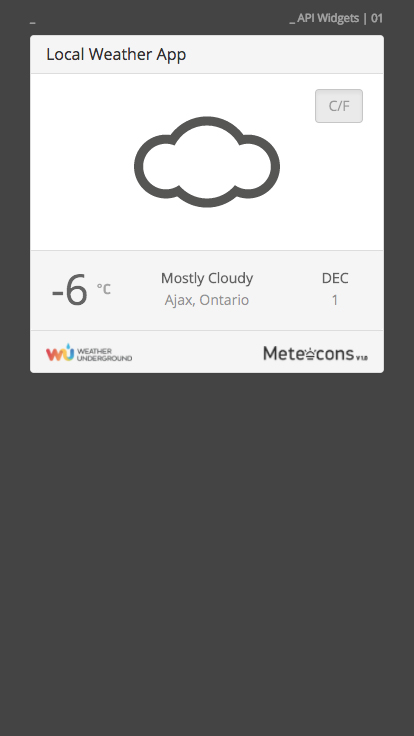 _ _ API Widgets | 01
Local Weather App
C/F
-6 °C
Mostly Cloudy
Ajax, Ontario
DEC
1
WU WEATHER
UNDERGROUND
Meteocons v1.0